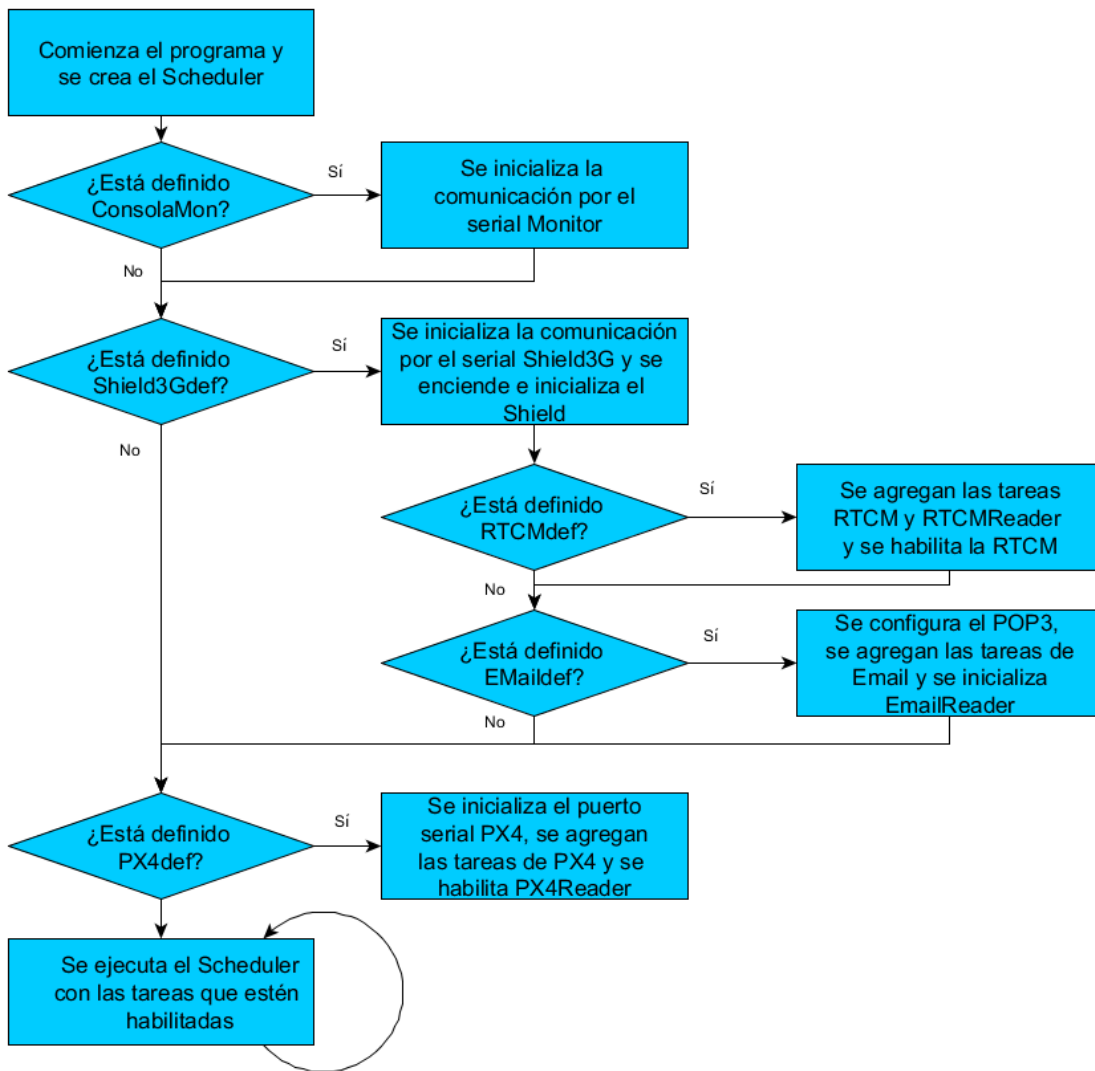 Comienza el programa y
se crea el Scheduler
¿Está definido
ConsolaMon?
Sí
Se inicializa la
comunicación por el
serial Monitor
No
¿Está definido
Shield3Gdef?
Sí
Se inicializa la comunicación
por el serial Shield3G y se
enciende e inicializa el
Shield
No
¿Está definido
RTCMdef?
Sí
Se agregan las tareas
RTCM y RTCMReader
y se habilita la RTCM
No
¿Está definido
EMaildef?
Sí
Se configura el POP3,
se agregan las tareas de
Email y se inicializa
EmailReader
No
¿Está definido
PX4def?
Sí
Se inicializa el puerto
serial PX4, se agregan
las tareas de PX4 y se
habilita PX4Reader
Se ejecuta el Scheduler
con las tareas que estén
habilitadas